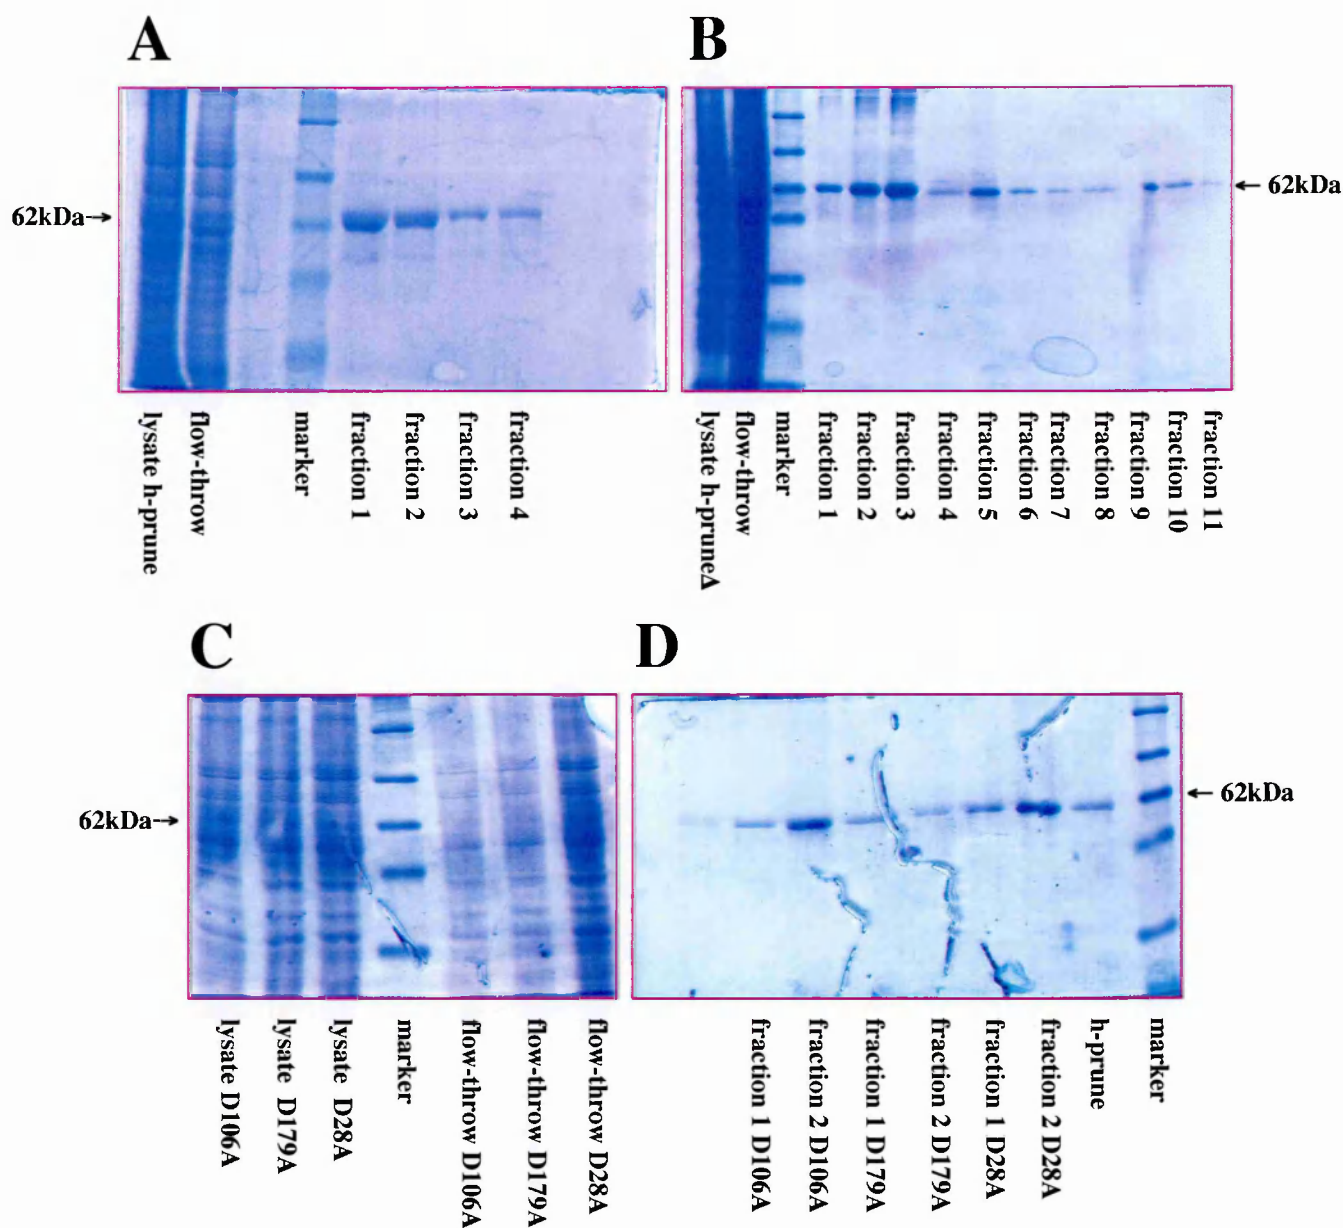 A
B
62kDa→
← 62kDa
lysate h-prune
flow-throw
marker
fraction 1
fraction 2
fraction 3
fraction 4
lysate h-pruneΔ
flow-throw
marker
fraction 1
fraction 2
fraction 3
fraction 4
fraction 5
fraction 6
fraction 7
fraction 8
fraction 9
fraction 10
fraction 11
C
D
62kDa→
← 62kDa
lysate D106A
lysate D179A
lysate D28A
marker
flow-throw D106A
flow-throw D179A
flow-throw D28A
fraction 1 D106A
fraction 2 D106A
fraction 1 D179A
fraction 2 D179A
fraction 1 D28A
fraction 2 D28A
h-prune
marker